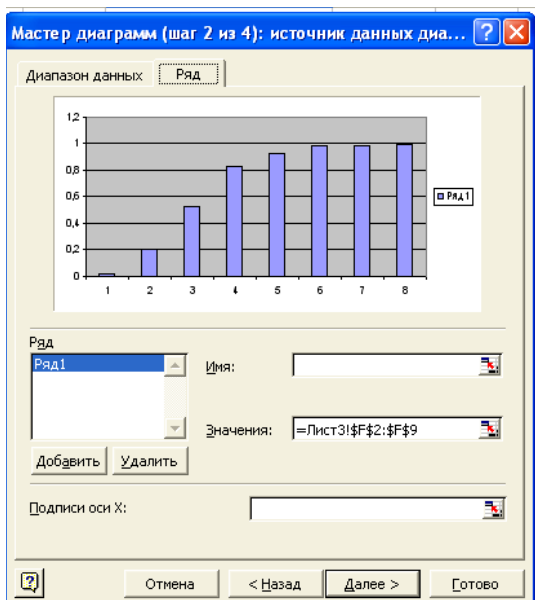 Мастер диаграмм (шаг 2 из 4): источник данных диа...
Диапазон данных Ряд
1,2
1
0,8
0,6
0,4
0,2
0
1 2 3 4 5 6 7 8
Ряд1
Ряд
Ряд1
Имя:
Значения: =Лист3!$F$2:$F$9
Добавить Удалить
Подписи оси X:
Отмена < Назад Далее > Готово